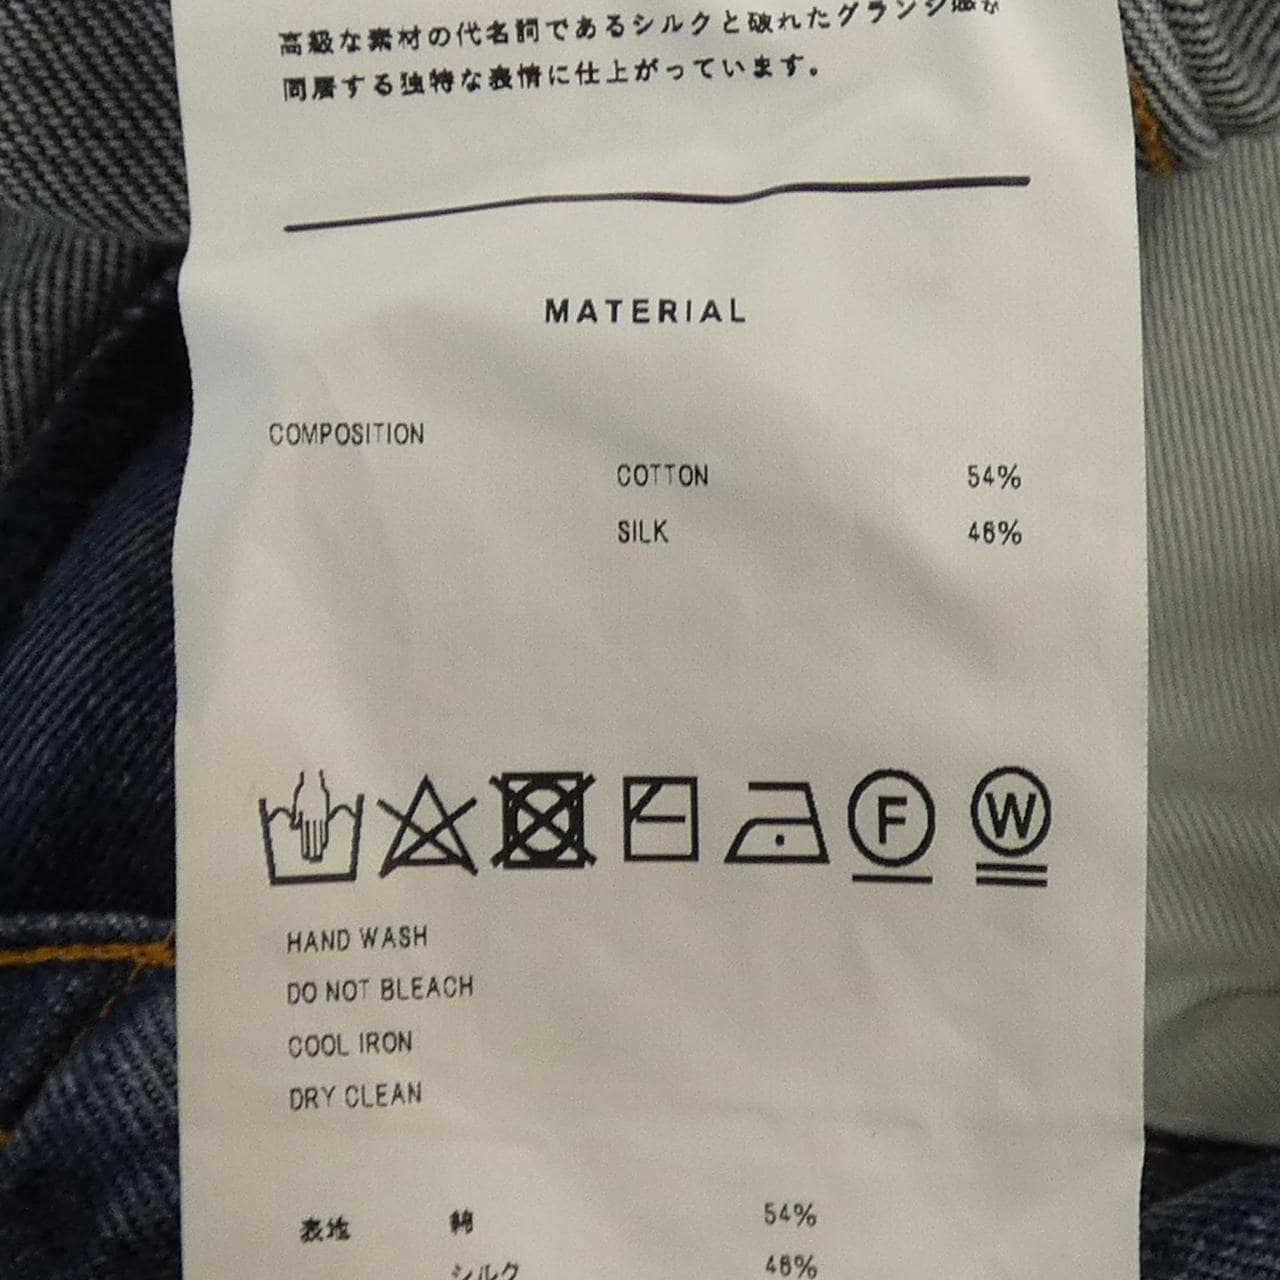 高級な素材の代名詞であるシルクと破れたグランジ感が
同居する独特な表情に仕上がっています。
MATERIAL
COMPOSITION
COTTON 54%
SILK 46%
F W
HAND WASH
DO NOT BLEACH
COOL IRON
DRY CLEAN
表地 綿 54%
シルク 46%